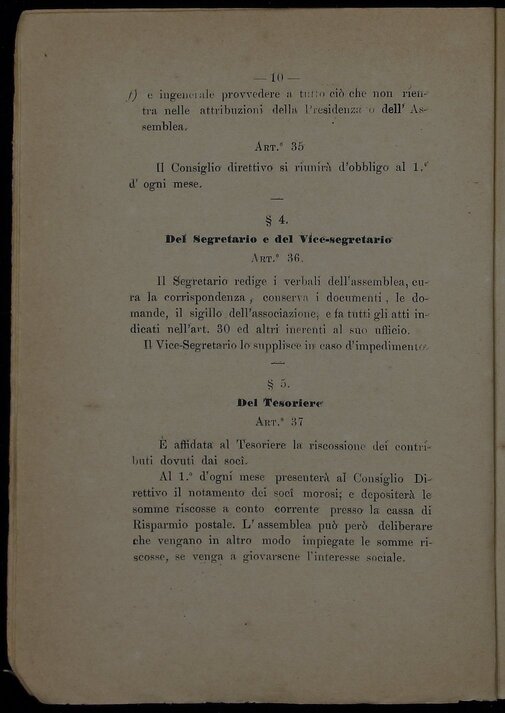 — 10 —
f) e ingenerale provvedere a tutto ciò che non rien-
tra nelle attribuzioni della Presidenza o dell' As-
semblea.
ART.° 35
Il Consiglio direttivo si riunirà d'obbligo al 1.°
d' ogni mese.
§ 4.
Del Segretario e del Vice-segretario
ART.° 36.
Il Segretario redige i verbali dell'assemblea, cu-
ra la corrispondenza, conserva i documenti, le do-
mande, il sigillo dell'associazione, e fa tutti gli atti in-
dicati nell'art. 30 ed altri inerenti al suo ufficio.
Il Vice-Segretario lo supplisce in caso d'impedimento.
§ 5.
Del Tesoriere
ART.° 37
È affidata al Tesoriere la riscossione dei contri-
buti dovuti dai soci.
Al 1.° d'ogni mese presenterà al Consiglio Di-
rettivo il notamento dei soci morosi; e depositerà le
somme riscosse a conto corrente presso la cassa di
Risparmio postale. L' assemblea può però deliberare
che vengano in altro modo impiegate le somme ri-
scosse, se venga a giovarsene l'interesse sociale.